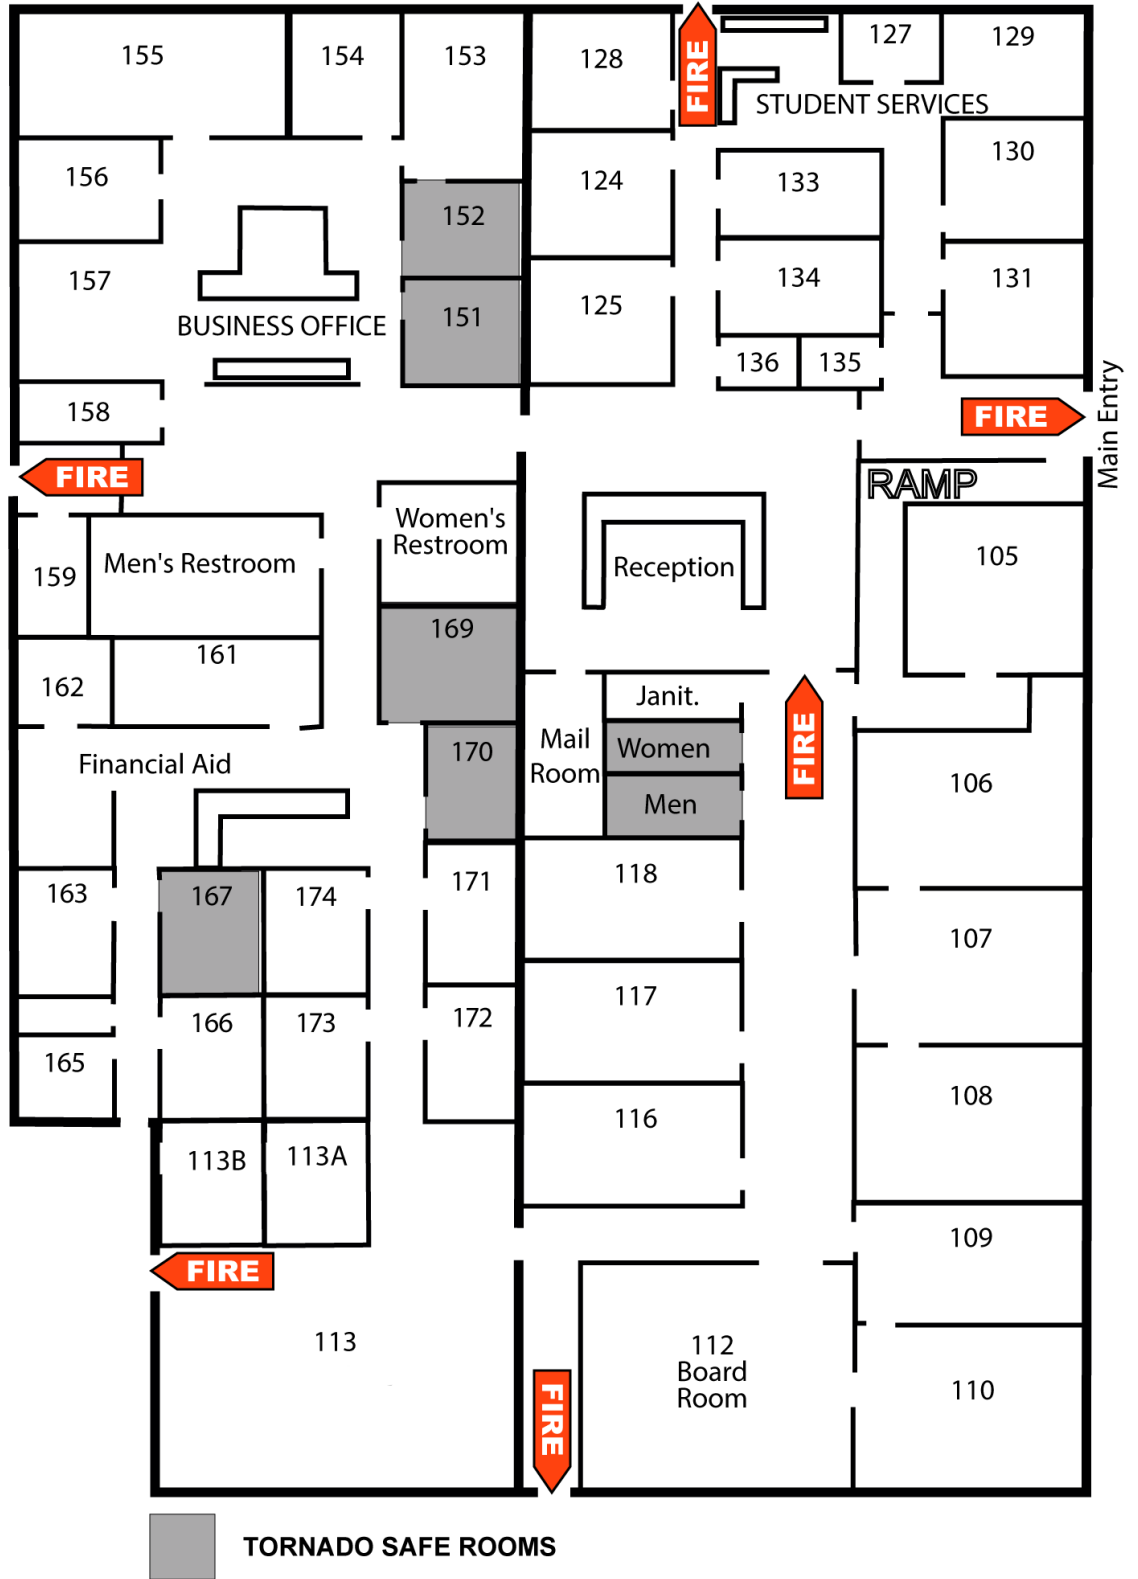 155
154
153
128
FIRE
127
129
STUDENT SERVICES
156
152
124
133
130
157
151
125
134
131
BUSINESS OFFICE
136
135
158
FIRE
Main Entry
FIRE
RAMP
Women's
Restroom
Men's Restroom
159
Reception
105
169
161
162
Janit.
Financial Aid
170
Mail
Room
Women
Men
FIRE
106
163
167
174
171
118
107
166
173
172
117
165
108
116
113B
113A
FIRE
109
113
112
Board
Room
110
FIRE
TORNADO SAFE ROOMS